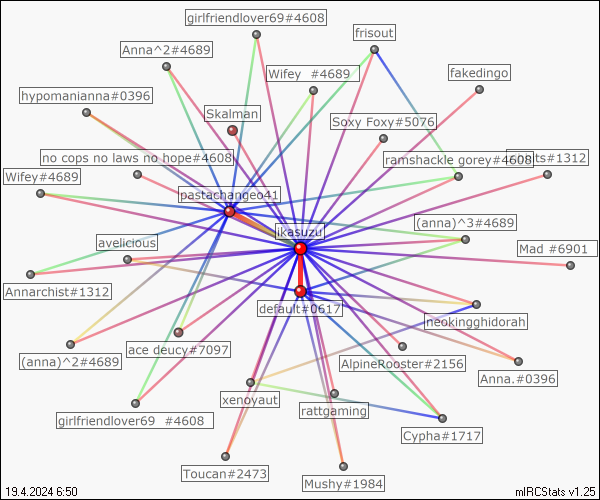 girlfriendlover69#4608
frisout
Anna^2#4689
Wifey  #4689
fakedingo
hypomanianna#0396
Skalman
Soxy Foxy#5076
no cops no laws no hope#4608
ramshackle gorey#4608
ts#1312
Wifey#4689
pastachangeo41
(anna)^3#4689
ikasuzu
avelicious
Mad  #6901
Annarchist#1312
default#0617
neokingghidorah
ace deucy#7097
(anna)^2#4689
AlpineRooster#2156
Anna.#0396
xenoyaut
rattgaming
girlfriendlover69  #4608
Cypha#1717
Toucan#2473
Mushy#1984
19.4.2024 6:50
mIRCStats v1.25